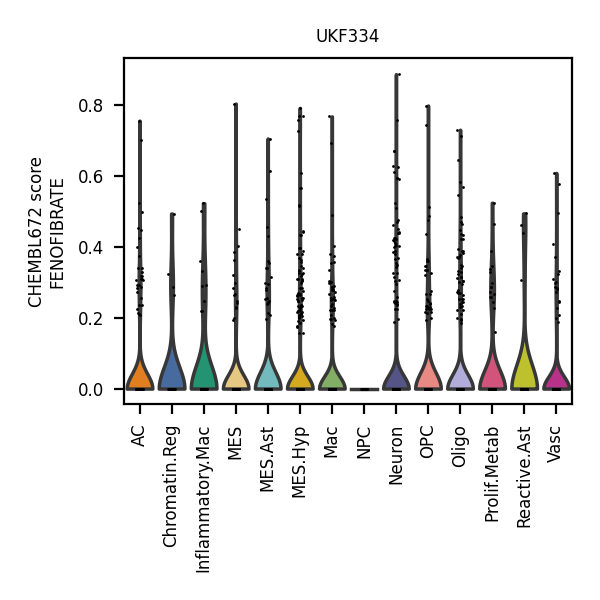 UKF334
CHEMBL672 score
FENOFIBRATE
0.8
0.6
0.4
0.2
0.0
AC
Chromatin.Reg
Inflammatory.Mac
MES
MES.Ast
MES.Hyp
Mac
NPC
Neuron
OPC
Oligo
Prolif.Metab
Reactive.Ast
Vasc